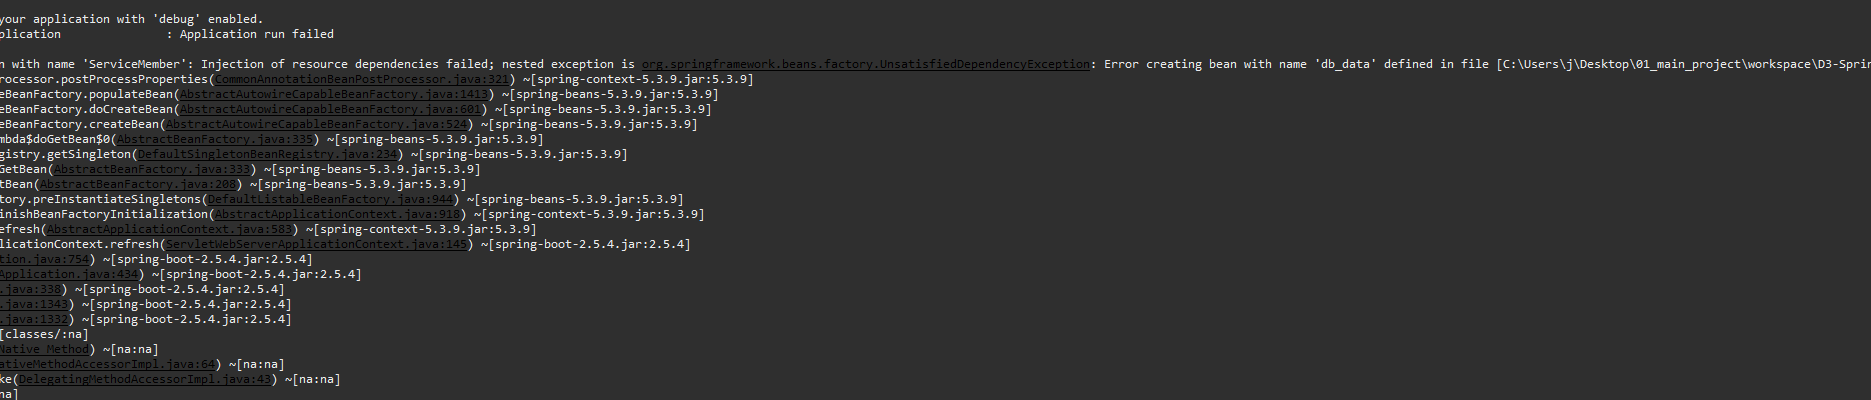 your application with 'debug' enabled.
plication : Application run failed
n with name 'ServiceMember': Injection of resource dependencies failed; nested exception is org.springframework.beans.factory.UnsatisfiedDependencyException: Error creating bean with name 'db_data' defined in file [C:\Users\j\Desktop\01_main_project\workspace\D3-Sprin
rocessor.postProcessProperties(CommonAnnotationBeanPostProcessor.java:321) ~[spring-context-5.3.9.jar:5.3.9]
eBeanFactory.populateBean(AbstractAutowireCapableBeanFactory.java:1413) ~[spring-beans-5.3.9.jar:5.3.9]
eBeanFactory.doCreateBean(AbstractAutowireCapableBeanFactory.java:601) ~[spring-beans-5.3.9.jar:5.3.9]
eBeanFactory.createBean(AbstractAutowireCapableBeanFactory.java:524) ~[spring-beans-5.3.9.jar:5.3.9]
mbda$doGetBean$0(AbstractBeanFactory.java:335) ~[spring-beans-5.3.9.jar:5.3.9]
gistry.getSingleton(DefaultSingletonBeanRegistry.java:234) ~[spring-beans-5.3.9.jar:5.3.9]
GetBean(AbstractBeanFactory.java:333) ~[spring-beans-5.3.9.jar:5.3.9]
tBean(AbstractBeanFactory.java:208) ~[spring-beans-5.3.9.jar:5.3.9]
tory.preInstantiateSingletons(DefaultListableBeanFactory.java:944) ~[spring-beans-5.3.9.jar:5.3.9]
inishBeanFactoryInitialization(AbstractApplicationContext.java:918) ~[spring-context-5.3.9.jar:5.3.9]
efresh(AbstractApplicationContext.java:583) ~[spring-context-5.3.9.jar:5.3.9]
licationContext.refresh(ServletWebServerApplicationContext.java:145) ~[spring-boot-2.5.4.jar:2.5.4]
tion.java:754) ~[spring-boot-2.5.4.jar:2.5.4]
Application.java:434) ~[spring-boot-2.5.4.jar:2.5.4]
.java:338) ~[spring-boot-2.5.4.jar:2.5.4]
.java:1343) ~[spring-boot-2.5.4.jar:2.5.4]
.java:1332) ~[spring-boot-2.5.4.jar:2.5.4]
[classes/:na]
Native Method) ~[na:na]
ativeMethodAccessorImpl.java:64) ~[na:na]
ke(DelegatingMethodAccessorImpl.java:43) ~[na:na]
na]